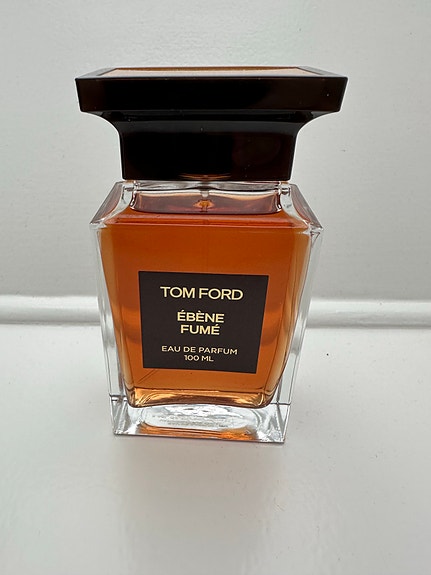 TOM FORD
ÉBÈNE
FUMÉ
EAU DE PARFUM
100 ML